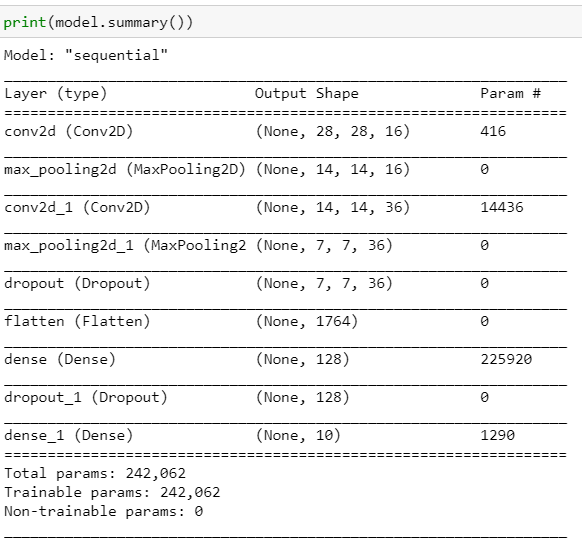 print(model.summary())
Model: "sequential"
_________________________________________________________________
Layer (type)                 Output Shape              Param #
=================================================================
conv2d (Conv2D)              (None, 28, 28, 16)        416
_________________________________________________________________
max_pooling2d (MaxPooling2D) (None, 14, 14, 16)        0
_________________________________________________________________
conv2d_1 (Conv2D)            (None, 14, 14, 36)        14436
_________________________________________________________________
max_pooling2d_1 (MaxPooling2 (None, 7, 7, 36)          0
_________________________________________________________________
dropout (Dropout)            (None, 7, 7, 36)          0
_________________________________________________________________
flatten (Flatten)            (None, 1764)              0
_________________________________________________________________
dense (Dense)                (None, 128)               225920
_________________________________________________________________
dropout_1 (Dropout)          (None, 128)               0
_________________________________________________________________
dense_1 (Dense)              (None, 10)                1290
=================================================================
Total params: 242,062
Trainable params: 242,062
Non-trainable params: 0
_________________________________________________________________